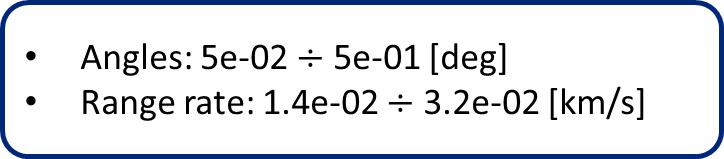 • Angles: 5e-02 ÷ 5e-01 [deg]
• Range rate: 1.4e-02 ÷ 3.2e-02 [km/s]